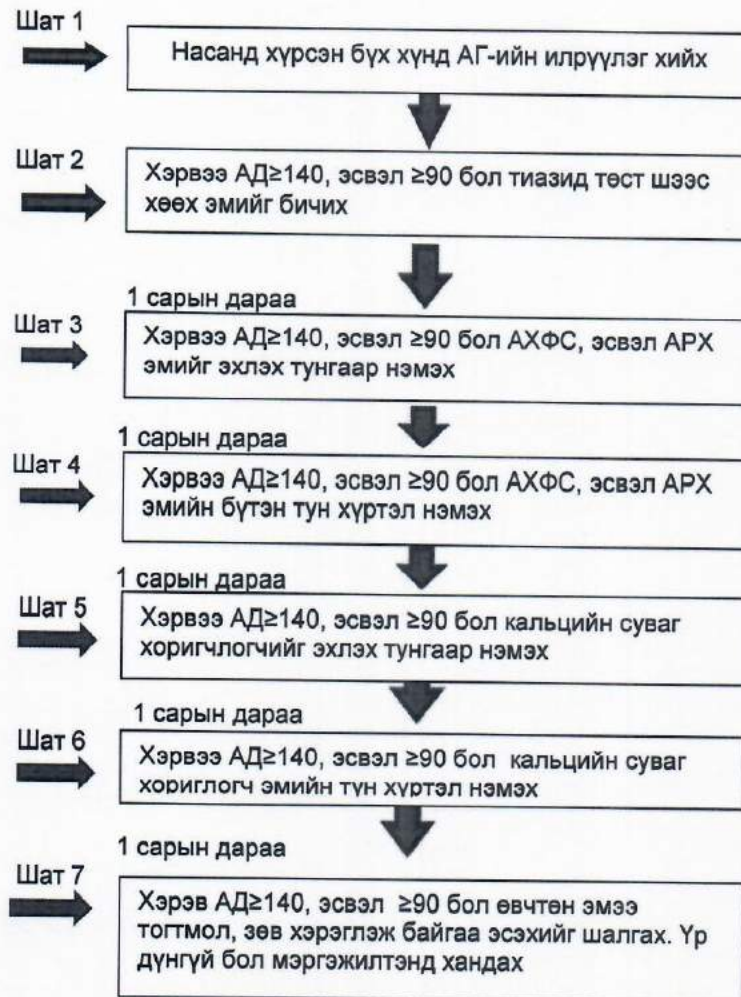 Шат 1
Насанд хүрсэн бүх хүнд АГ-ийн илрүүлэг хийх
Шат 2
Хэрвээ АД≥140, эсвэл ≥90 бол тиазид төст шээс
хөөх эмийг бичих
1 сарын дараа
Шат 3
Хэрвээ АД≥140, эсвэл ≥90 бол АХФС, эсвэл АРХ
эмийг эхлэх тунгаар нэмэх
1 сарын дараа
Шат 4
Хэрвээ АД≥140, эсвэл ≥90 бол АХФС, эсвэл АРХ
эмийн бүтэн тун хүртэл нэмэх
1 сарын дараа
Шат 5
Хэрвээ АД≥140, эсвэл ≥90 бол кальцийн суваг
хоригчлогчийг эхлэх тунгаар нэмэх
1 сарын дараа
Шат 6
Хэрвээ АД≥140, эсвэл ≥90 бол кальцийн суваг
хориглогч эмийн тун хүртэл нэмэх
1 сарын дараа
Шат 7
Хэрэв АД≥140, эсвэл ≥90 бол өвчтөн эмээ
тогтмол, зөв хэрэглэж байгаа эсэхийг шалгах. Үр
дүнгүй бол мэргэжилтэнд хандах